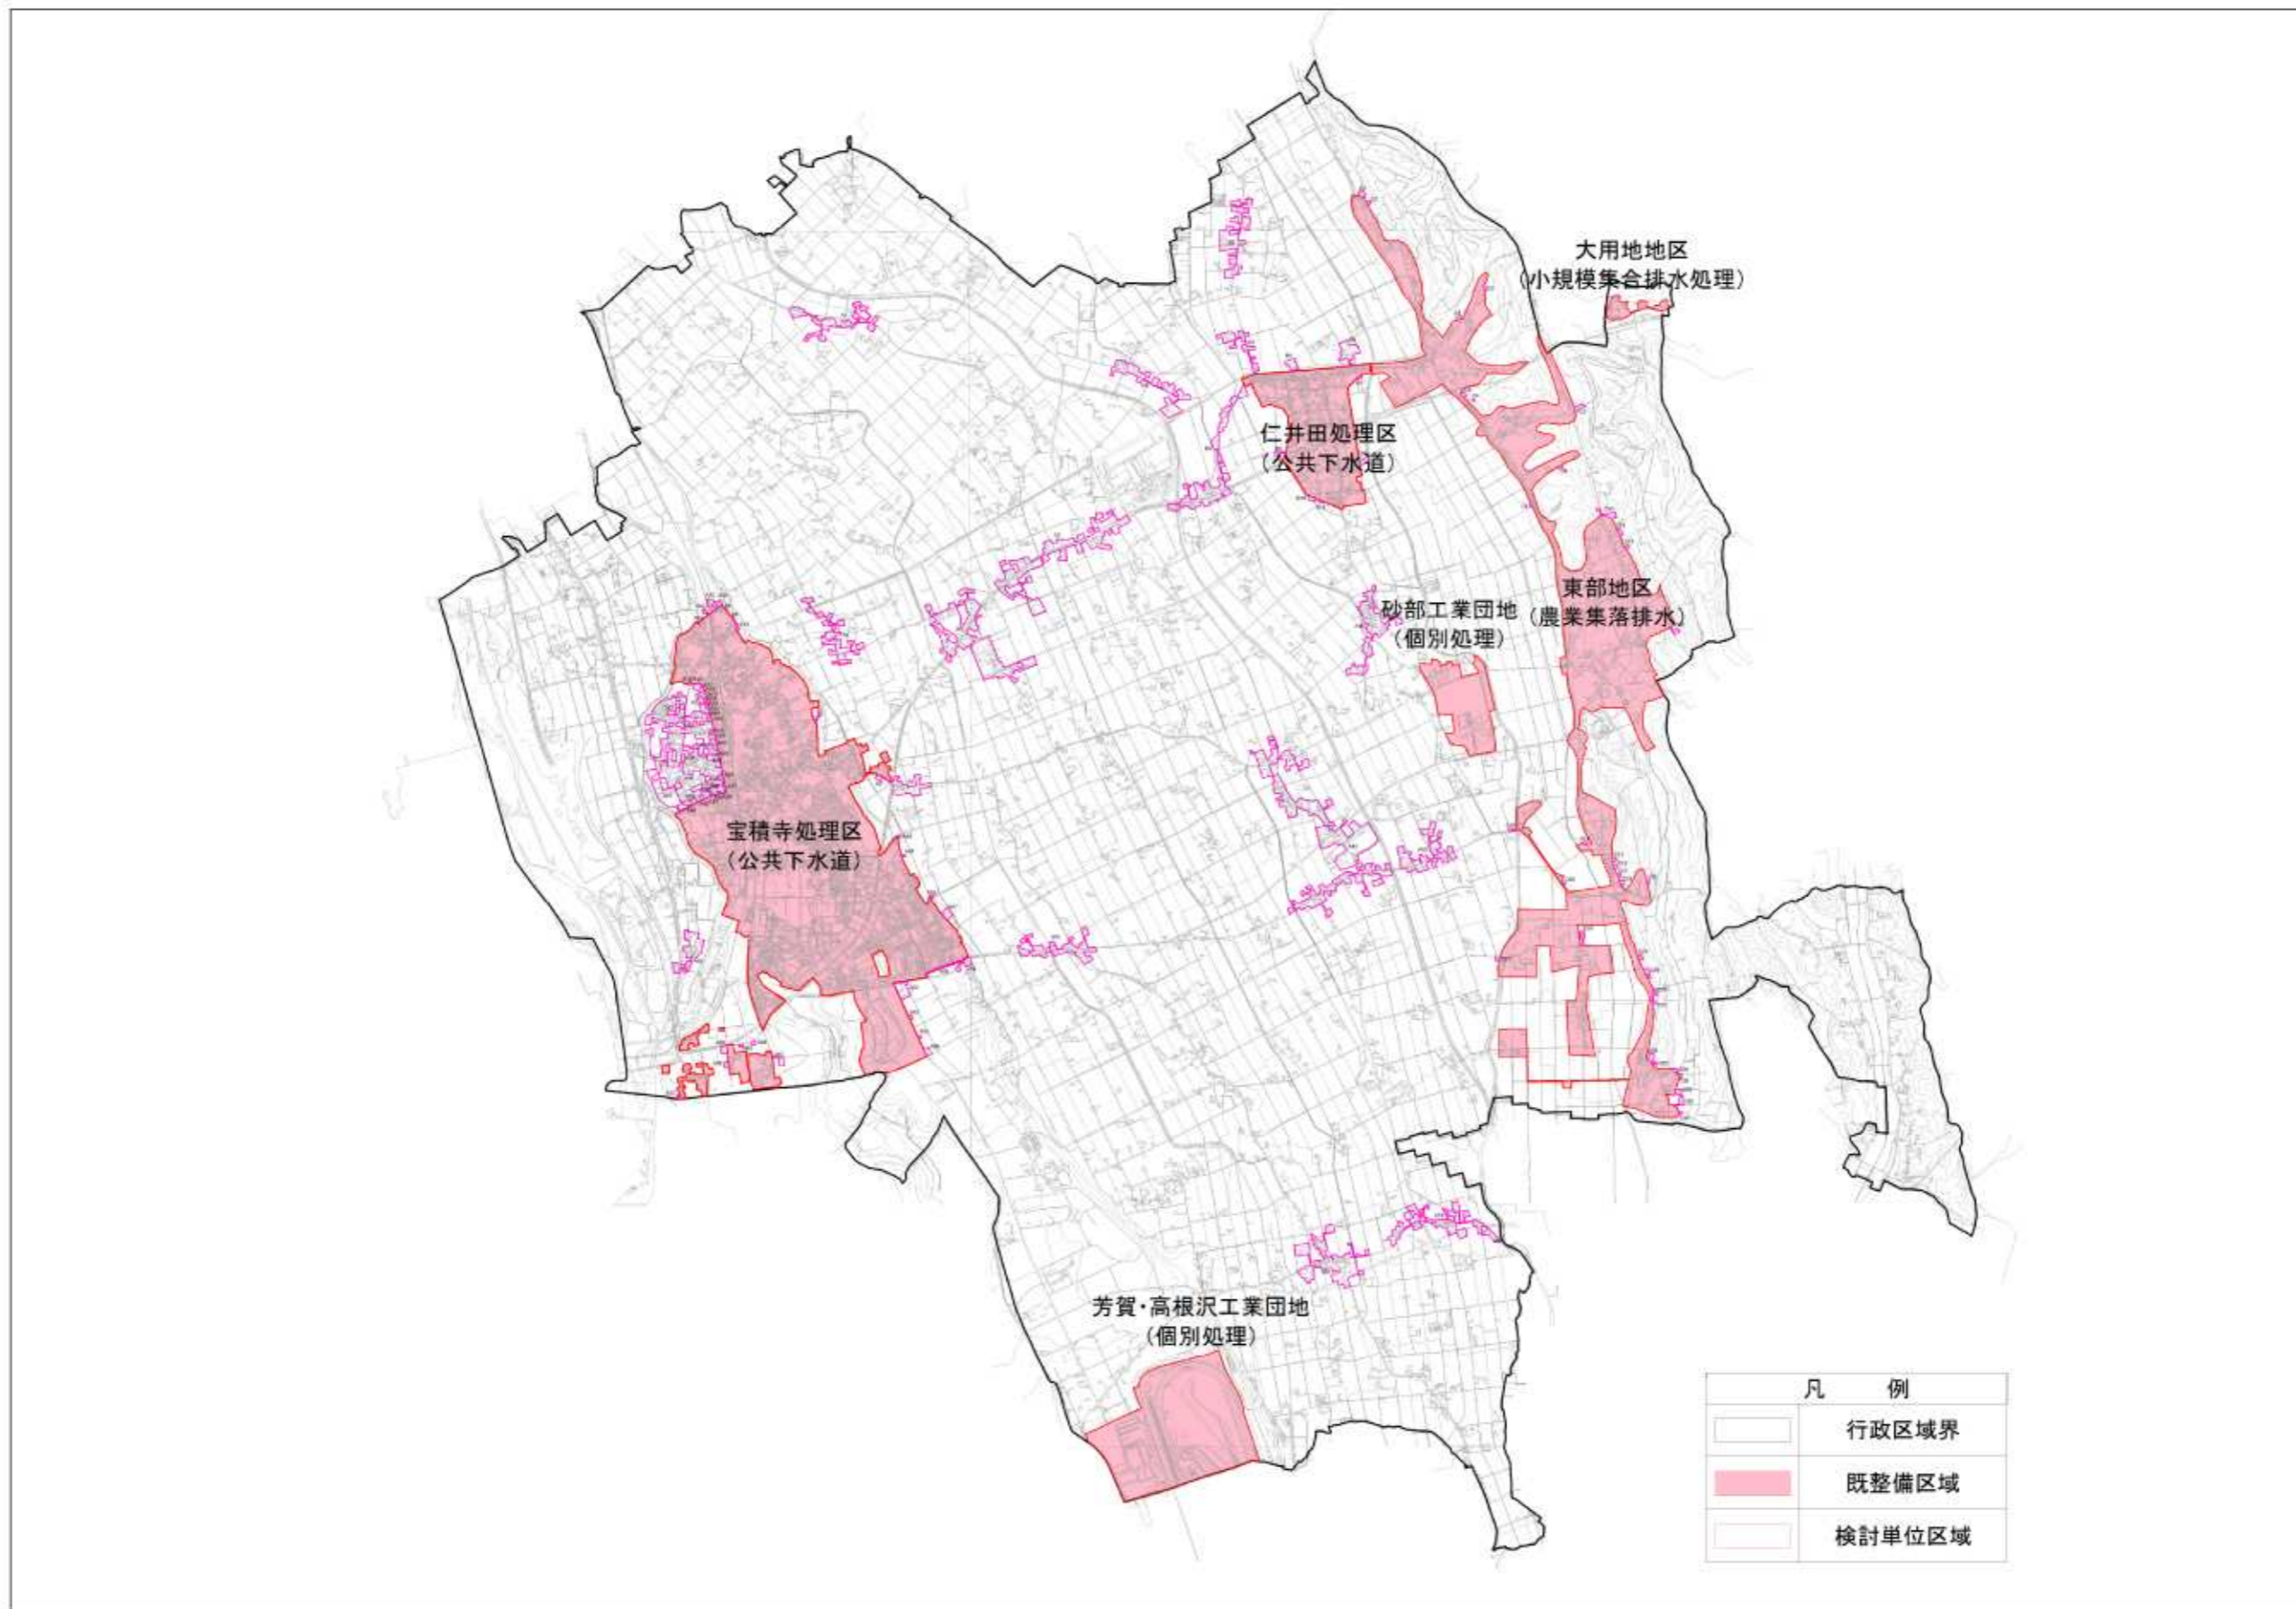 大用地地区
(小規模集合排水処理)
仁井田処理区
(公共下水道)
東部地区
(農業集落排水)
砂部工業団地
(個別処理)
宝積寺処理区
(公共下水道)
芳賀・高根沢工業団地
(個別処理)
凡 例
行政区域界
既整備区域
検討単位区域